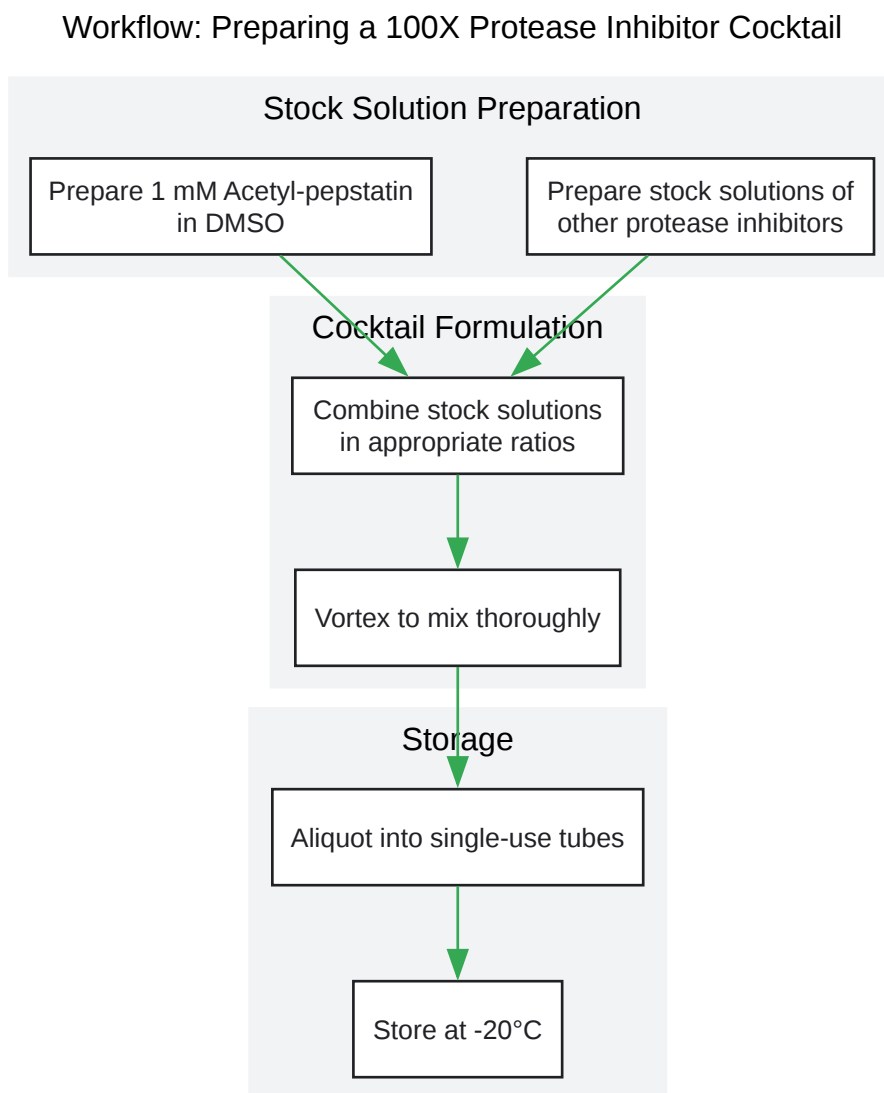 Workflow: Preparing a 100X Protease Inhibitor Cocktail
Stock Solution Preparation
Prepare 1 mM Acetyl-pepstatin
in DMSO
Prepare stock solutions of
other protease inhibitors
Cocktail Formulation
Combine stock solutions
in appropriate ratios
Vortex to mix thoroughly
Storage
Aliquot into single-use tubes
Store at -20°C